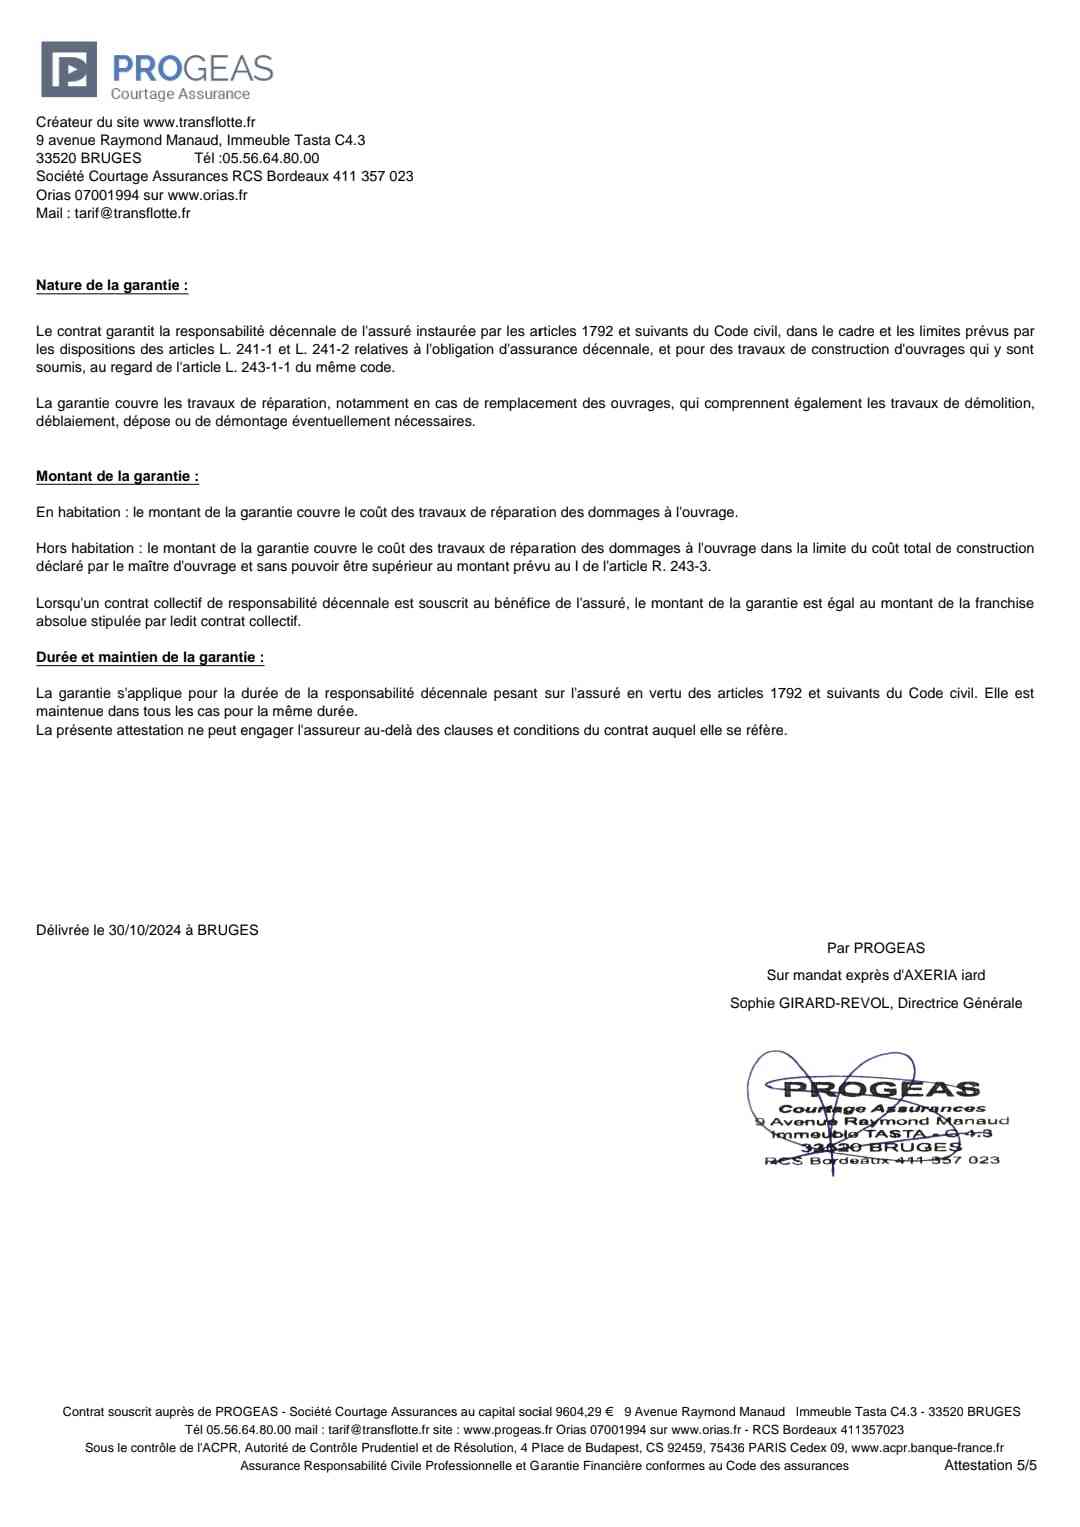 PROGEAS
Courtage Assurance
Créateur du site www.transflotte.fr
9 avenue Raymond Manaud, Immeuble Tasta C4.3
33520 BRUGES Tél :05.56.64.80.00
Société Courtage Assurances RCS Bordeaux 411 357 023
Orias 07001994 sur www.orias.fr
Mail : tarif@transflotte.fr
Nature de la garantie :
Le contrat garantit la responsabilité décennale de l'assuré instaurée par les articles 1792 et suivants du Code civil, dans le cadre et les limites prévus par
les dispositions des articles L. 241-1 et L. 241-2 relatives à l'obligation d'assurance décennale, et pour des travaux de construction d'ouvrages qui y sont
soumis, au regard de l'article L. 243-1-1 du même code.
La garantie couvre les travaux de réparation, notamment en cas de remplacement des ouvrages, qui comprennent également les travaux de démolition,
déblaiement, dépose ou de démontage éventuellement nécessaires.
Montant de la garantie :
En habitation : le montant de la garantie couvre le coût des travaux de réparation des dommages à l'ouvrage.
Hors habitation : le montant de la garantie couvre le coût des travaux de réparation des dommages à l'ouvrage dans la limite du coût total de construction
déclaré par le maître d'ouvrage et sans pouvoir être supérieur au montant prévu au I de l'article R. 243-3.
Lorsqu'un contrat collectif de responsabilité décennale est souscrit au bénéfice de l'assuré, le montant de la garantie est égal au montant de la franchise
absolue stipulée par ledit contrat collectif.
Durée et maintien de la garantie :
La garantie s'applique pour la durée de la responsabilité décennale pesant sur l'assuré en vertu des articles 1792 et suivants du Code civil. Elle est
maintenue dans tous les cas pour la même durée.
La présente attestation ne peut engager l'assureur au-delà des clauses et conditions du contrat auquel elle se réfère.
Délivrée le 30/10/2024 à BRUGES
Par PROGEAS
Sur mandat exprès d'AXERIA iard
Sophie GIRARD-REVOL, Directrice Générale
PROGEAS
Courtage Assurances
9 Avenue Raymond Manaud
Immeuble TASTA - C 4.3
33520 BRUGES
RCS Bordeaux 411 357 023
Contrat souscrit auprès de PROGEAS - Société Courtage Assurances au capital social 9604,29 € 9 Avenue Raymond Manaud Immeuble Tasta C4.3 - 33520 BRUGES
Tél 05.56.64.80.00 mail : tarif@transflotte.fr site : www.progeas.fr Orias 07001994 sur www.orias.fr - RCS Bordeaux 411357023
Sous le contrôle de l'ACPR, Autorité de Contrôle Prudentiel et de Résolution, 4 Place de Budapest, CS 92459, 75436 PARIS Cedex 09, www.acpr.banque-france.fr
Assurance Responsabilité Civile Professionnelle et Garantie Financière conformes au Code des assurances Attestation 5/5